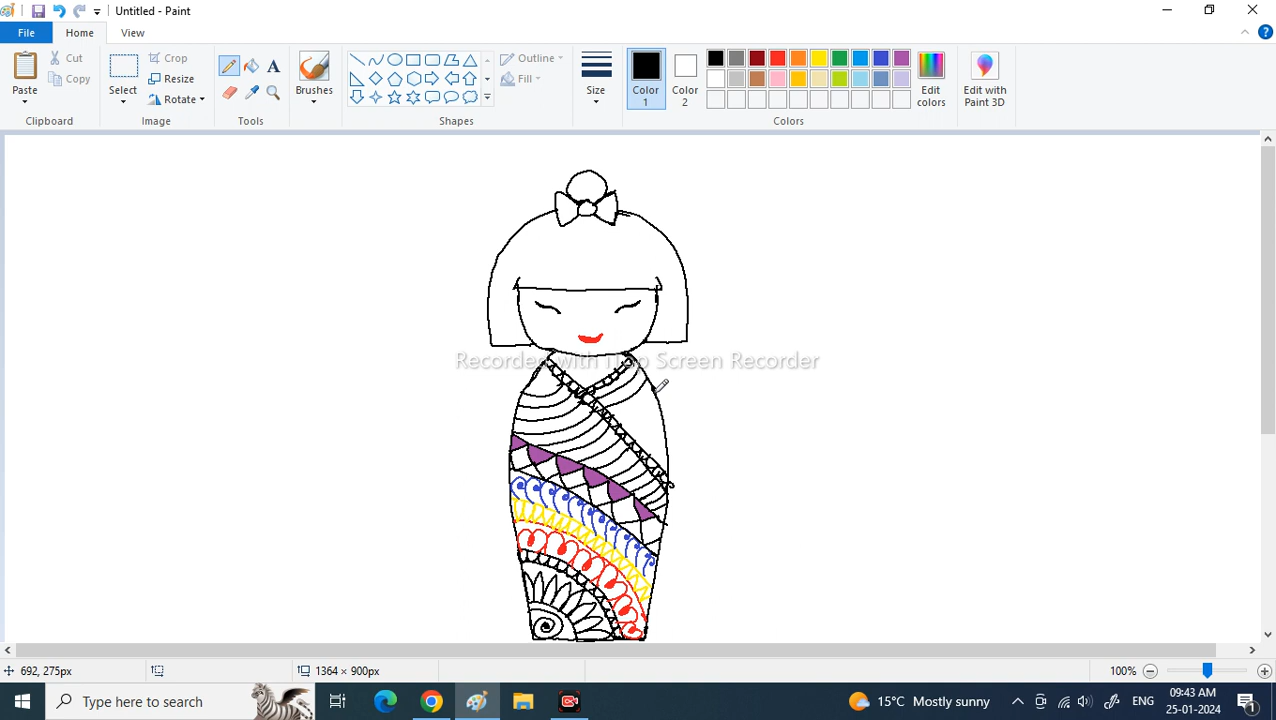 Untitled - Paint
File
Home
View
Paste
Cut
Copy
Clipboard
Select
Crop
Resize
Rotate
Image
A
Tools
Brushes
Outline
Fill
Shapes
Size
Color 1
Color 2
Edit colors
Colors
Edit with Paint 3D
Recorded with iTop Screen Recorder
692, 275px
1364 × 900px
100%
Type here to search
15°C Mostly sunny
ENG
09:43 AM
25-01-2024
1